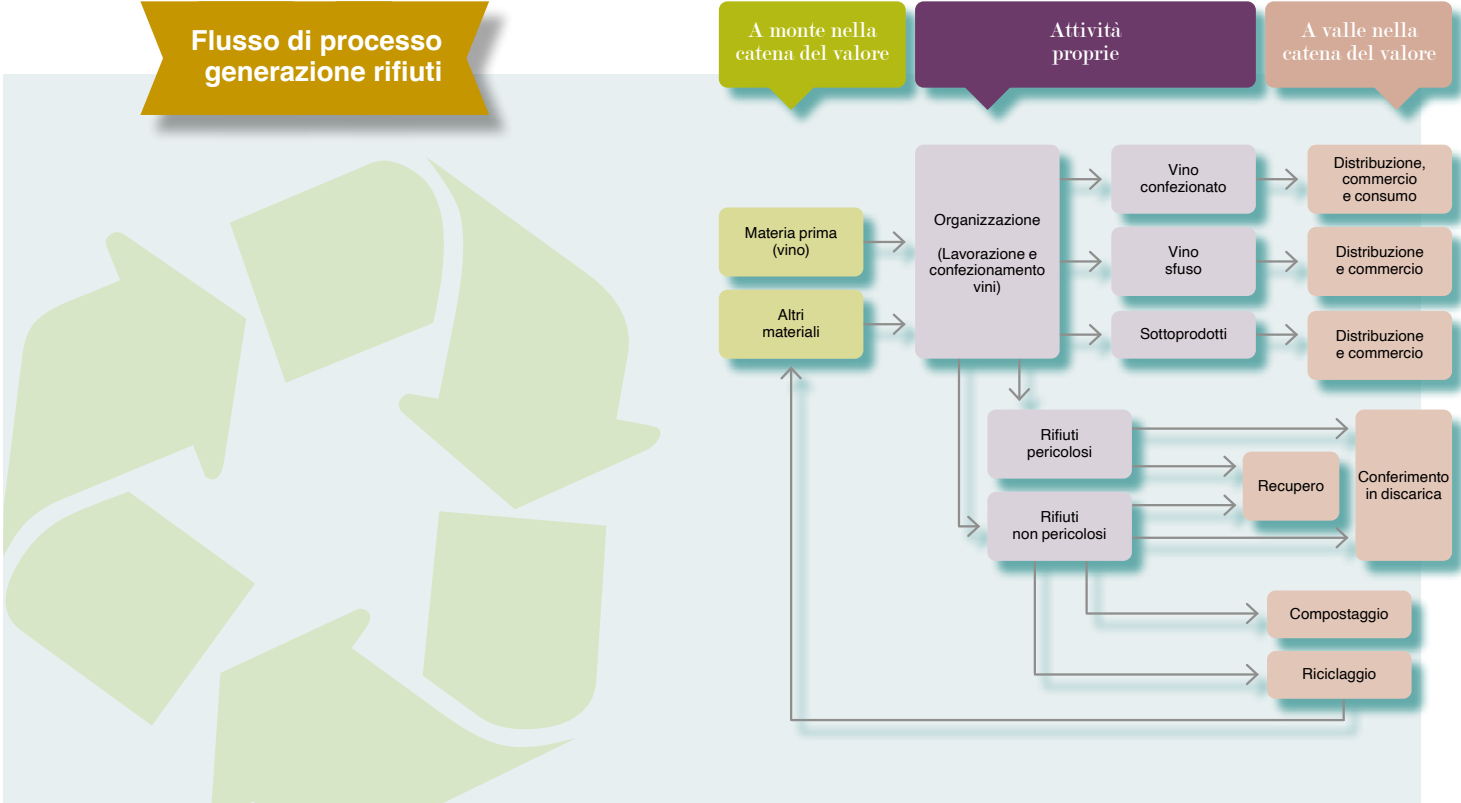 Flusso di processo
generazione rifiuti
A monte nella
catena del valore
Attività
proprie
A valle nella
catena del valore
Materia prima
(vino)
Altri
materiali
Organizzazione
(Lavorazione e
confezionamento
vini)
Vino
confezionato
Distribuzione,
commercio
e consumo
Vino
sfuso
Distribuzione
e commercio
Sottoprodotti
Distribuzione
e commercio
Rifiuti
pericolosi
Rifiuti
non pericolosi
Recupero
Conferimento
in discarica
Compostaggio
Riciclaggio